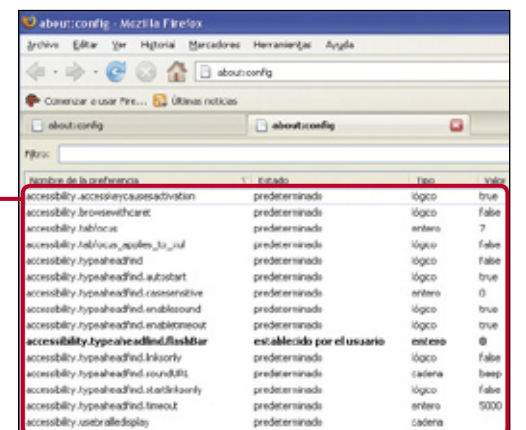 about:config - Mozilla Firefox
Archivo Editar Ver Historial Marcadores Herramientas Ayuda
about:config
Comenzar a usar Fire... Últimas noticias
about:config about:config
Filtro:
Nombre de la preferencia Estado Tipo Valor
accessibility.accesskeycausesactivation predeterminado lógico true
accessibility.browsewithcaret predeterminado lógico false
accessibility.tabfocus predeterminado entero 7
accessibility.tabfocus_applies_to_xul predeterminado lógico false
accessibility.typeaheadfind predeterminado lógico false
accessibility.typeaheadfind.autostart predeterminado lógico true
accessibility.typeaheadfind.casesensitive predeterminado entero 0
accessibility.typeaheadfind.enablesound predeterminado lógico true
accessibility.typeaheadfind.enabletimeout predeterminado lógico true
accessibility.typeaheadfind.flashBar establecido por el usuario entero 0
accessibility.typeaheadfind.linksonly predeterminado lógico false
accessibility.typeaheadfind.soundURL predeterminado cadena beep
accessibility.typeaheadfind.startlinksonly predeterminado lógico false
accessibility.typeaheadfind.timeout predeterminado entero 5000
accessibility.usebrailledisplay predeterminado cadena